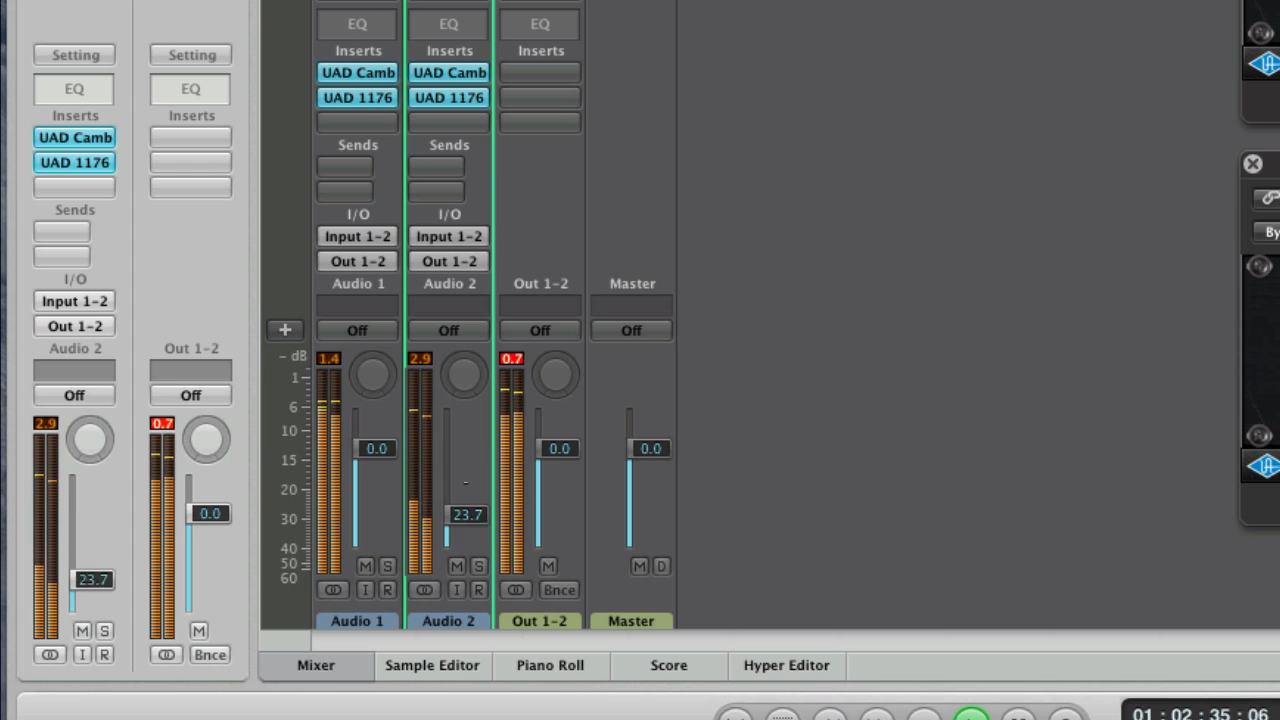 Setting Setting
EQ EQ
Inserts Inserts
UAD Camb
UAD 1176
Sends
I/O
Input 1-2
Out 1-2
Audio 2 Out 1-2
Off Off
2.9 0.7
0.0
23.7
M S M
I R Bnce
EQ EQ EQ
Inserts Inserts Inserts
UAD Camb UAD Camb
UAD 1176 UAD 1176
Sends Sends
I/O I/O
Input 1-2 Input 1-2
Out 1-2 Out 1-2
Audio 1 Audio 2 Out 1-2 Master
+ Off Off Off Off
- dB 1.4 2.9 0.7
1
6
10 0.0 0.0 0.0
15
20
30 23.7
40
50 M S M S M M D
60 I R I R Bnce
Audio 1 Audio 2 Out 1-2 Master
Mixer Sample Editor Piano Roll Score Hyper Editor
By
01 : 02 : 35 : 06